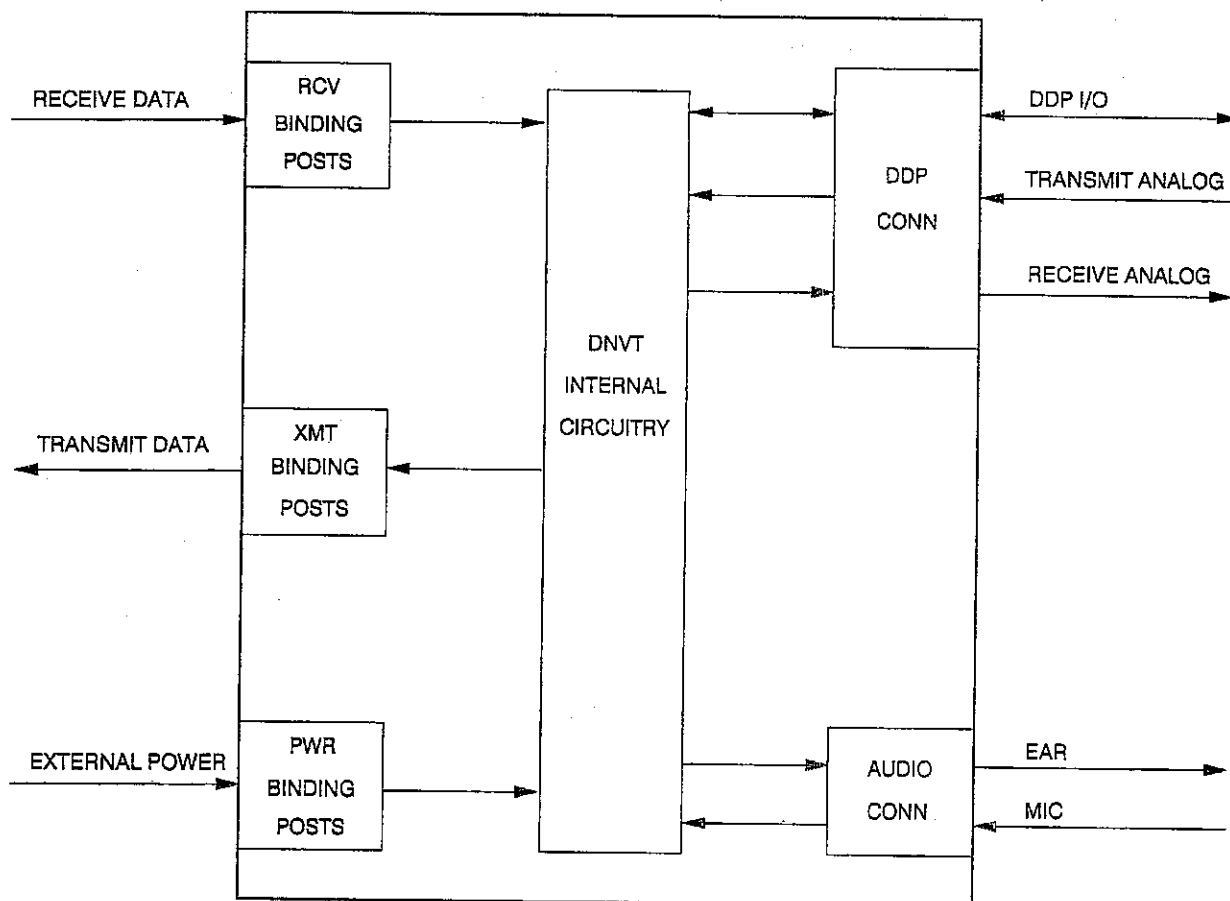 RECEIVE DATA
RCV
BINDING
POSTS
DDP I/O
DDP
CONN
TRANSMIT ANALOG
RECEIVE ANALOG
DNVT
INTERNAL
CIRCUITRY
TRANSMIT DATA
XMT
BINDING
POSTS
EXTERNAL POWER
PWR
BINDING
POSTS
AUDIO
CONN
EAR
MIC